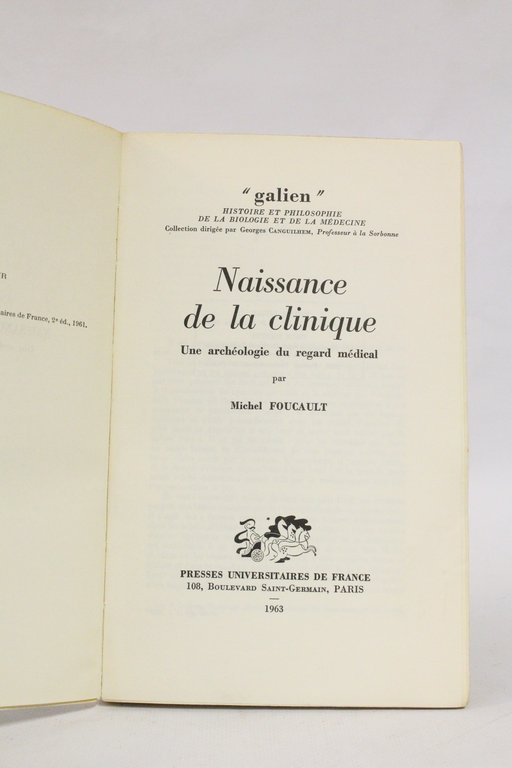 R
aires de France, 2ᵉ éd., 1961.
" galien "
HISTOIRE ET PHILOSOPHIE
DE LA BIOLOGIE ET DE LA MÉDECINE
Collection dirigée par Georges CANGUILHEM, Professeur à la Sorbonne
Naissance
de la clinique
Une archéologie du regard médical
par
Michel FOUCAULT
PRESSES UNIVERSITAIRES DE FRANCE
108, BOULEVARD SAINT-GERMAIN, PARIS
—
1963